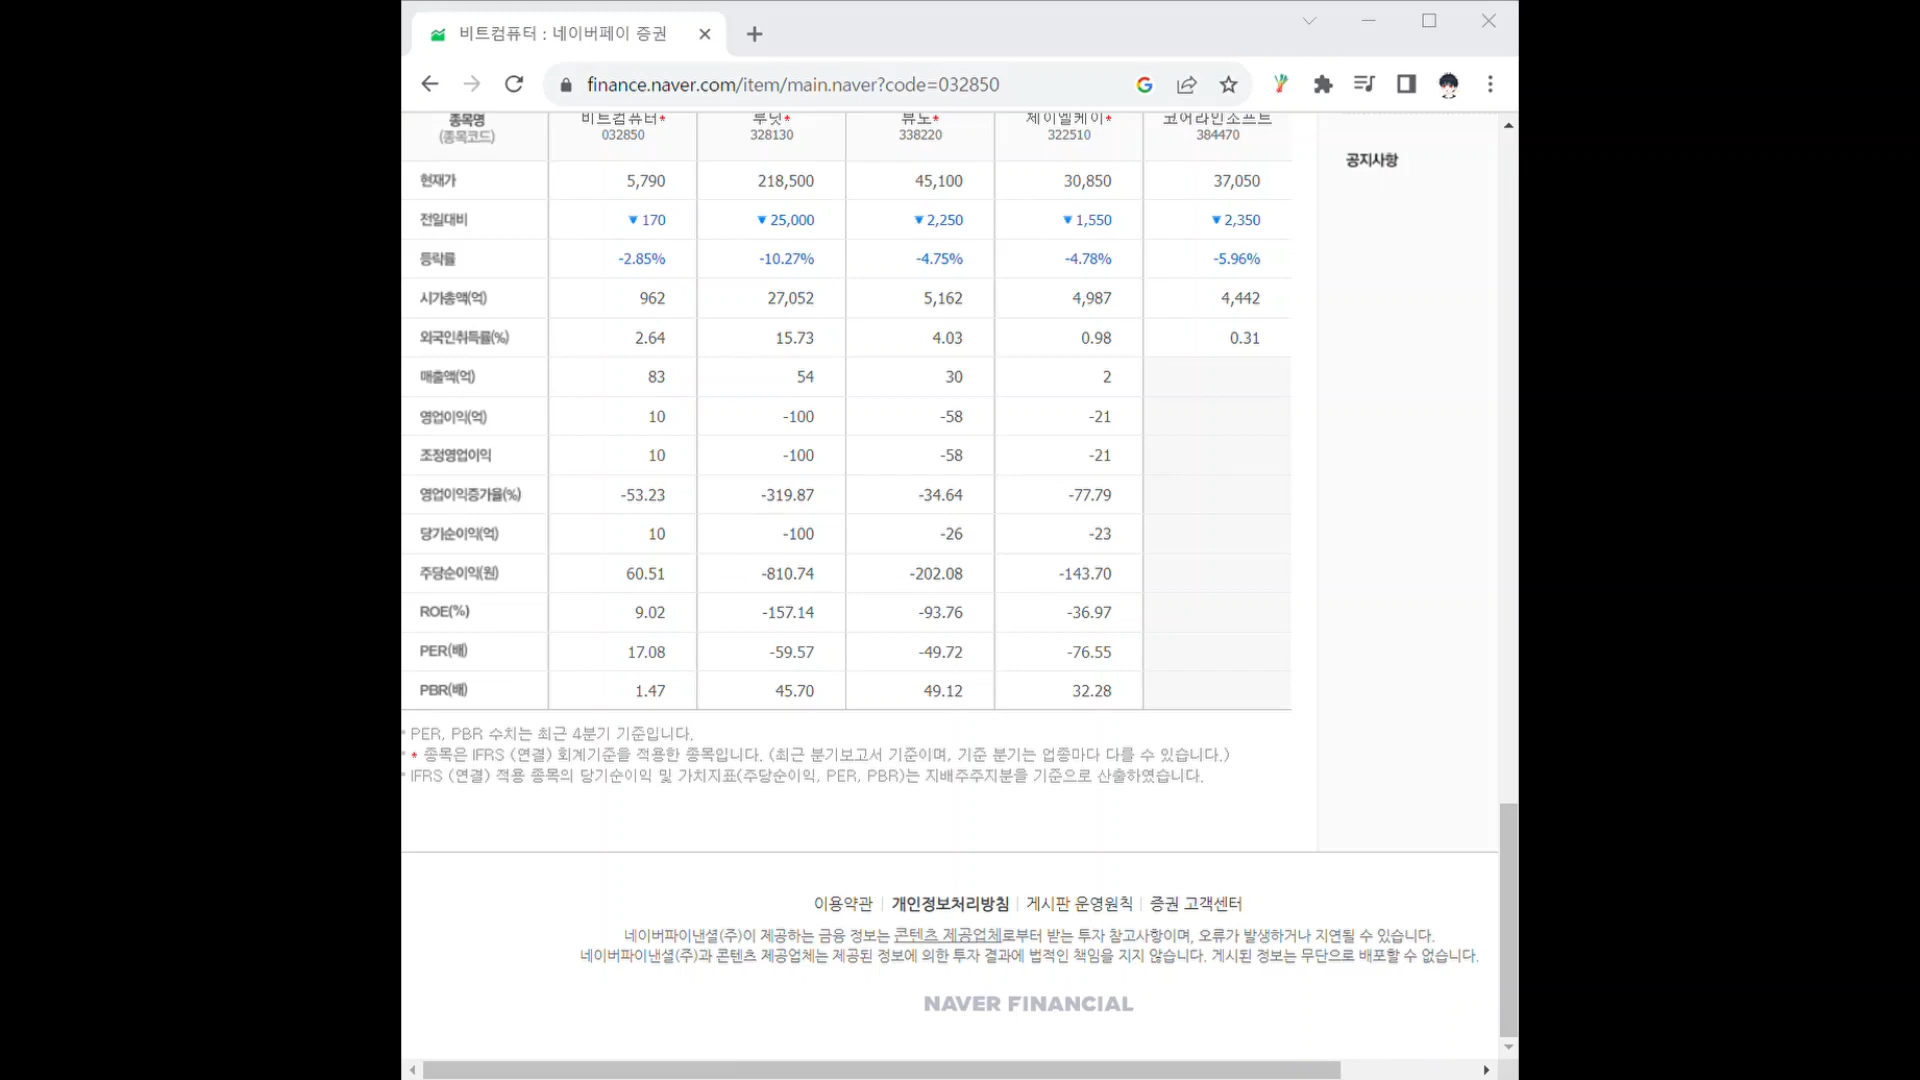 비트컴퓨터 : 네이버페이 증권
finance.naver.com/item/main.naver?code=032850
종목명 비트컴퓨터* 루닛* 뷰노* 제이엘케이* 코어라인소프트
(종목코드) 032850 328130 338220 322510 384470
공지사항
현재가 5,790 218,500 45,100 30,850 37,050
전일대비 ▼170 ▼25,000 ▼2,250 ▼1,550 ▼2,350
등락률 -2.85% -10.27% -4.75% -4.78% -5.96%
시가총액(억) 962 27,052 5,162 4,987 4,442
외국인취득률(%) 2.64 15.73 4.03 0.98 0.31
매출액(억) 83 54 30 2
영업이익(억) 10 -100 -58 -21
조정영업이익 10 -100 -58 -21
영업이익증가율(%) -53.23 -319.87 -34.64 -77.79
당기순이익(억) 10 -100 -26 -23
주당순이익(원) 60.51 -810.74 -202.08 -143.70
ROE(%) 9.02 -157.14 -93.76 -36.97
PER(배) 17.08 -59.57 -49.72 -76.55
PBR(배) 1.47 45.70 49.12 32.28
* PER, PBR 수치는 최근 4분기 기준입니다.
* * 종목은 IFRS (연결) 회계기준을 적용한 종목입니다. (최근 분기보고서 기준이며, 기준 분기는 업종마다 다를 수 있습니다.)
* IFRS (연결) 적용 종목의 당기순이익 및 가치지표(주당순이익, PER, PBR)는 지배주주지분을 기준으로 산출하였습니다.
이용약관 | 개인정보처리방침 | 게시판 운영원칙 | 증권 고객센터
네이버파이낸셜(주)이 제공하는 금융 정보는 콘텐츠 제공업체로부터 받는 투자 참고사항이며, 오류가 발생하거나 지연될 수 있습니다.
네이버파이낸셜(주)과 콘텐츠 제공업체는 제공된 정보에 의한 투자 결과에 법적인 책임을 지지 않습니다. 게시된 정보는 무단으로 배포할 수 없습니다.
NAVER FINANCIAL